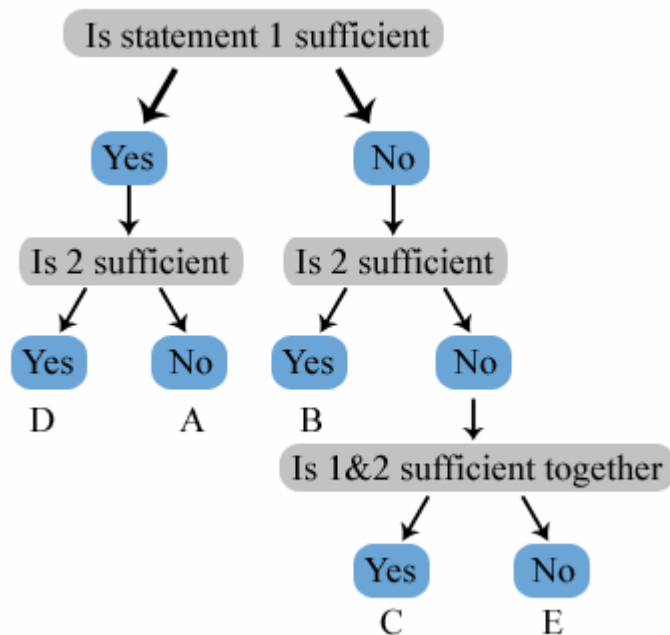 Is statement 1 sufficient
Yes No
Is 2 sufficient Is 2 sufficient
Yes No Yes No
D A B
Is 1&2 sufficient together
Yes No
C E